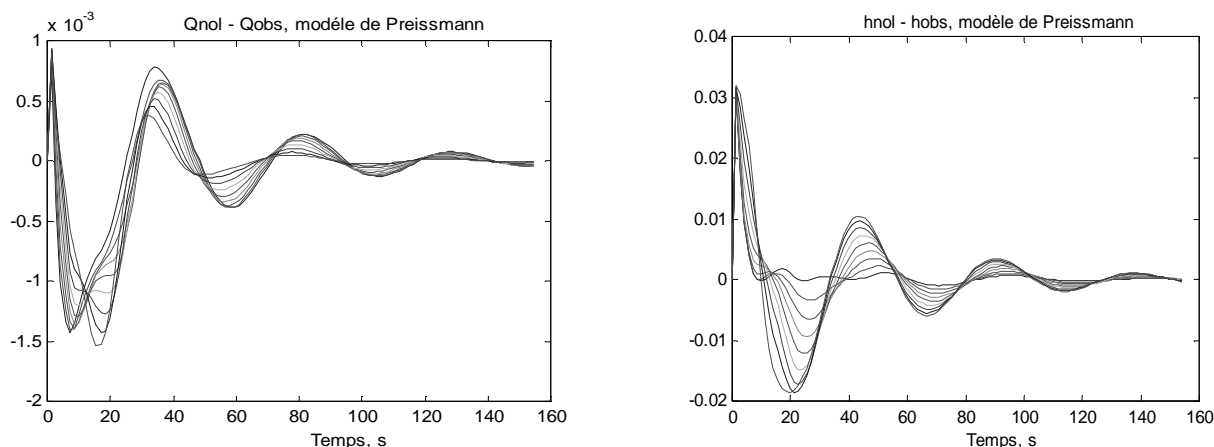 Qnol - Qobs, modéle de Preissmann
x 10-3
1
0.5
0
-0.5
-1
-1.5
-2
0 20 40 60 80 100 120 140 160
Temps, s
hnol - hobs, modèle de Preissmann
0.04
0.03
0.02
0.01
0
-0.01
-0.02
0 20 40 60 80 100 120 140 160
Temps, s